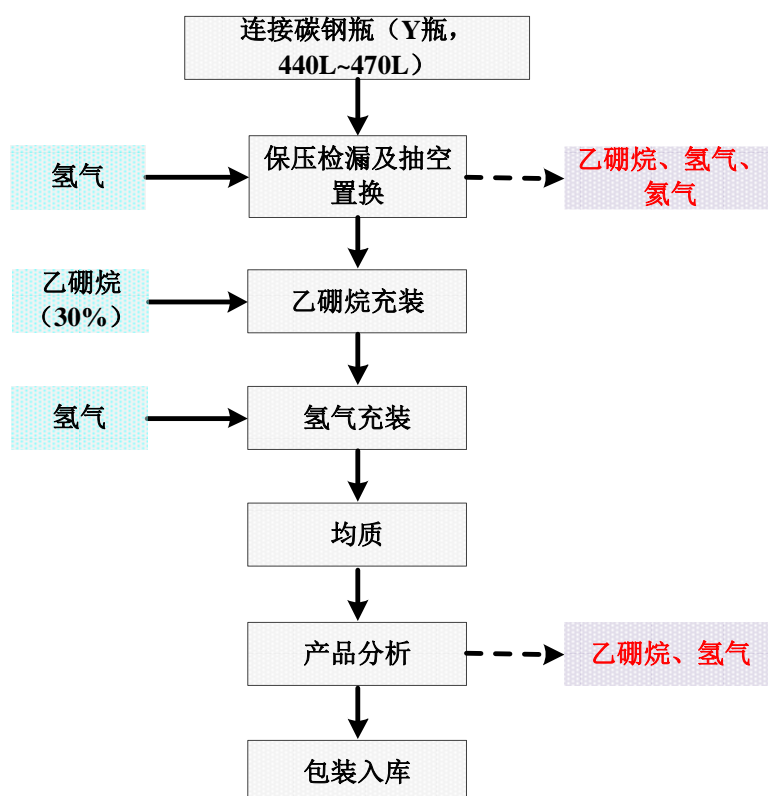 连接碳钢瓶（Y瓶，
440L~470L）
氢气
保压检漏及抽空
置换
乙硼烷、氢气、
氦气
乙硼烷
（30%）
乙硼烷充装
氢气
氢气充装
均质
产品分析
乙硼烷、氢气
包装入库